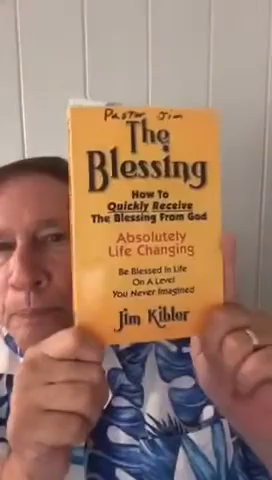 Pastor Jim
The
Blessing
How To
Quickly Receive
The Blessing From God
Absolutely
Life Changing
Be Blessed In Life
On A Level
You Never Imagined
Jim Kibler